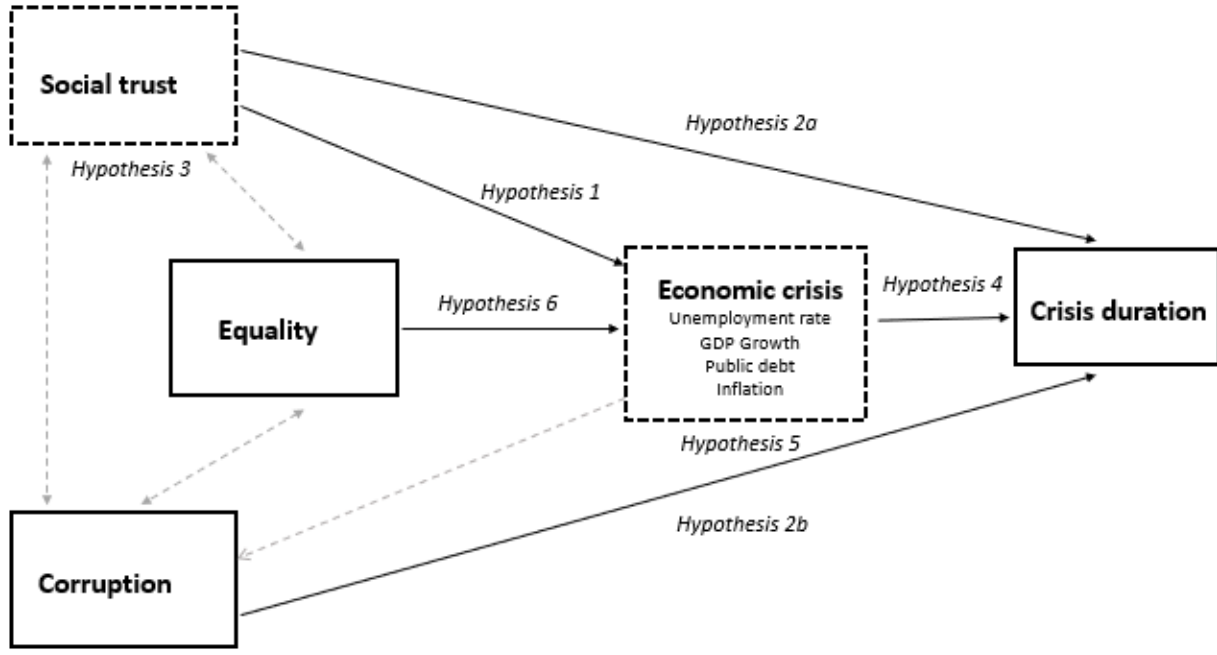 Social trust
Hypothesis 2a
Hypothesis 3
Hypothesis 1
Economic crisis
Unemployment rate
GDP Growth
Public debt
Inflation
Hypothesis 4
Crisis duration
Hypothesis 6
Equality
Hypothesis 5
Hypothesis 2b
Corruption